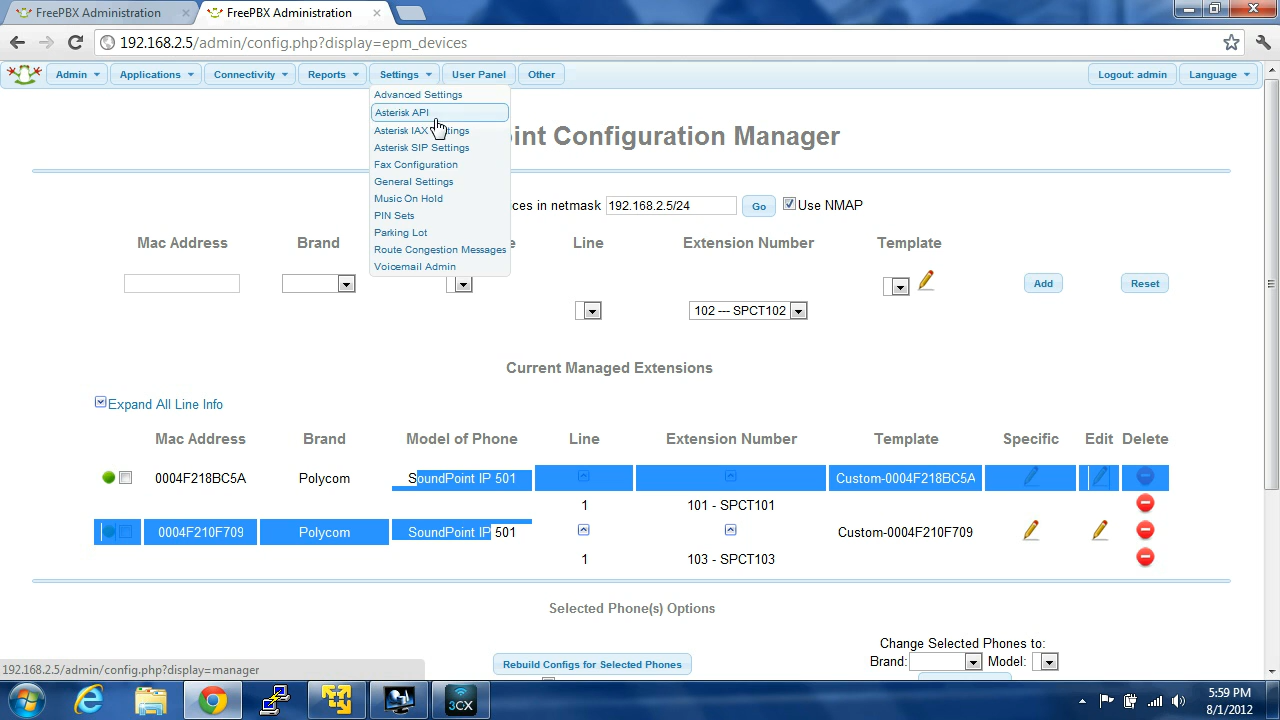 FreePBX Administration
FreePBX Administration
192.168.2.5/admin/config.php?display=epm_devices
Admin Applications Connectivity Reports Settings User Panel Other Logout: admin Language
Advanced Settings
Asterisk API
Asterisk IAX Settings
Asterisk SIP Settings
Fax Configuration
General Settings
Music On Hold
PIN Sets
Parking Lot
Route Congestion Messages
Voicemail Admin
int Configuration Manager
ces in netmask 192.168.2.5/24 Go Use NMAP
Mac Address Brand Line Extension Number Template
Add Reset
102 --- SPCT102
Current Managed Extensions
Expand All Line Info
Mac Address Brand Model of Phone Line Extension Number Template Specific Edit Delete
0004F218BC5A Polycom SoundPoint IP 501 Custom-0004F218BC5A
1 101 - SPCT101
0004F210F709 Polycom SoundPoint IP 501 Custom-0004F210F709
1 103 - SPCT103
Selected Phone(s) Options
Change Selected Phones to:
Rebuild Configs for Selected Phones Brand: Model:
192.168.2.5/admin/config.php?display=manager
3CX
5:59 PM
8/1/2012